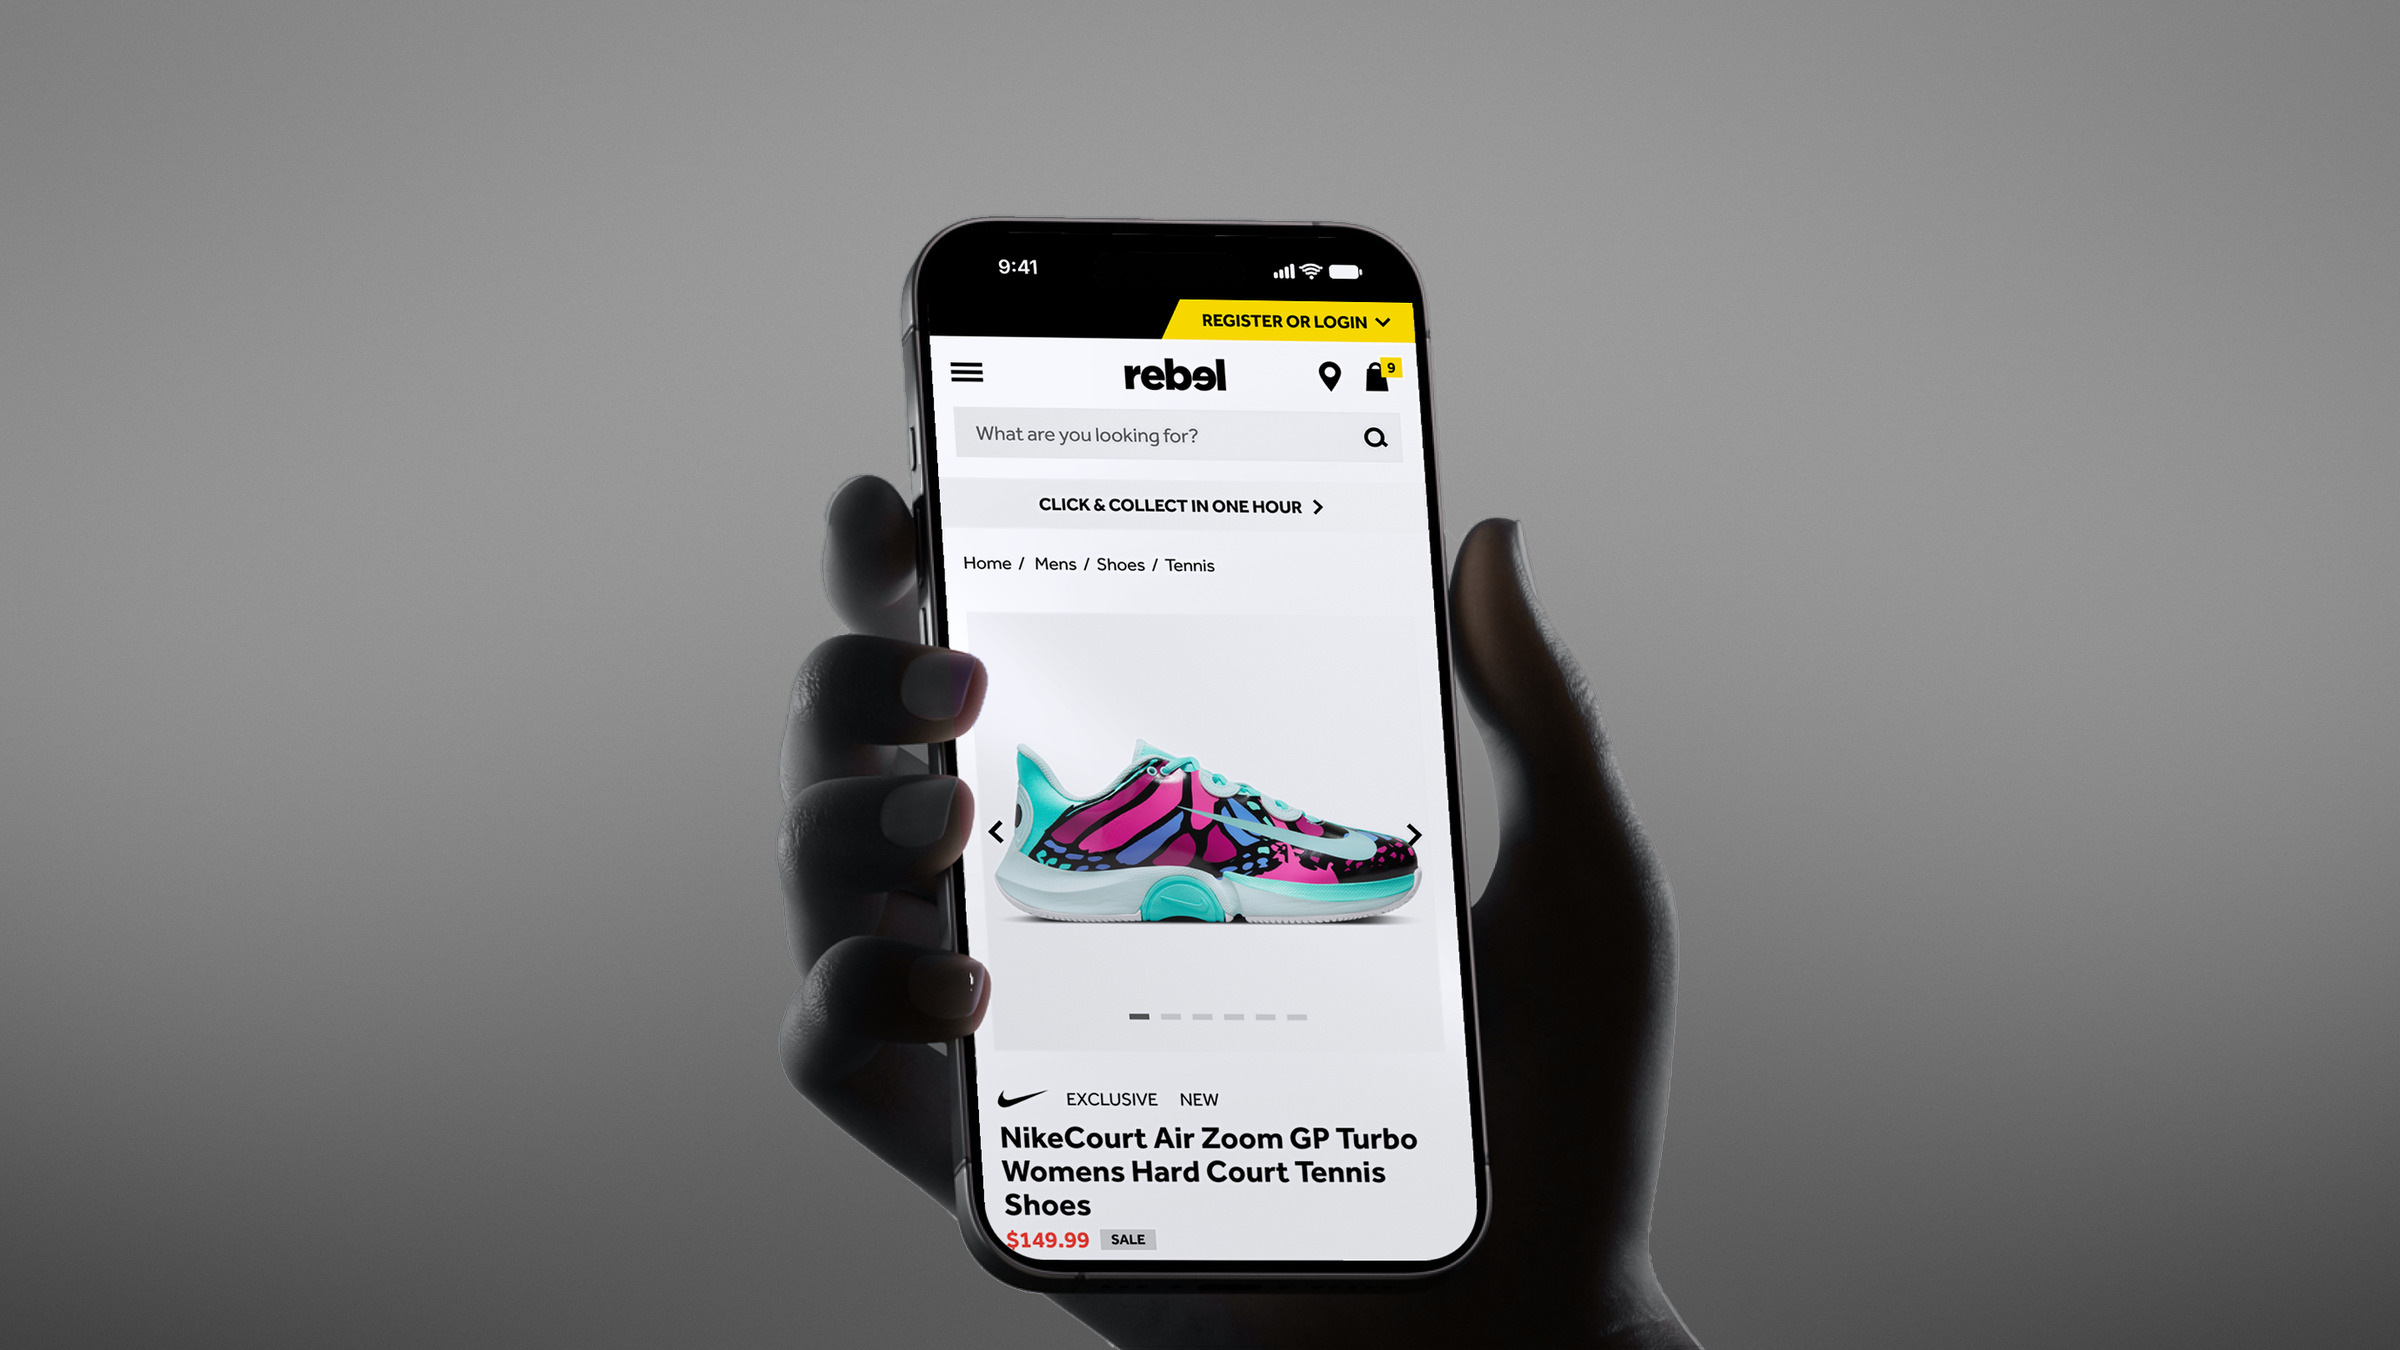 9:41
REGISTER OR LOGIN
rebel
9
What are you looking for?
CLICK & COLLECT IN ONE HOUR
Home / Mens / Shoes / Tennis
EXCLUSIVE NEW
NikeCourt Air Zoom GP Turbo
Womens Hard Court Tennis
Shoes
$149.99 SALE